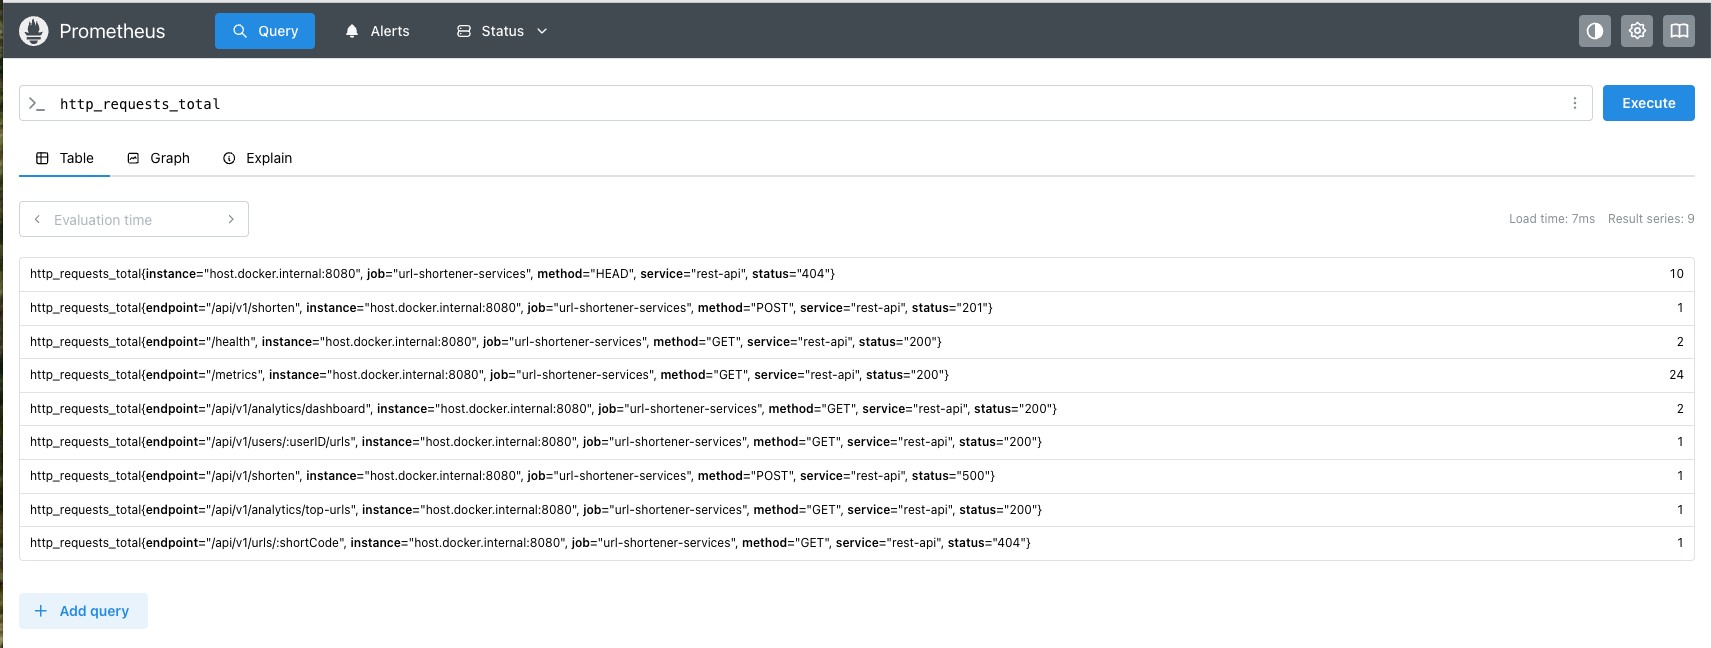 Prometheus Query Alerts Status
>_ http_requests_total Execute
Table Graph Explain
Evaluation time Load time: 7ms Result series: 9
http_requests_total{instance="host.docker.internal:8080", job="url-shortener-services", method="HEAD", service="rest-api", status="404"} 10
http_requests_total{endpoint="/api/v1/shorten", instance="host.docker.internal:8080", job="url-shortener-services", method="POST", service="rest-api", status="201"} 1
http_requests_total{endpoint="/health", instance="host.docker.internal:8080", job="url-shortener-services", method="GET", service="rest-api", status="200"} 2
http_requests_total{endpoint="/metrics", instance="host.docker.internal:8080", job="url-shortener-services", method="GET", service="rest-api", status="200"} 24
http_requests_total{endpoint="/api/v1/analytics/dashboard", instance="host.docker.internal:8080", job="url-shortener-services", method="GET", service="rest-api", status="200"} 2
http_requests_total{endpoint="/api/v1/users/:userID/urls", instance="host.docker.internal:8080", job="url-shortener-services", method="GET", service="rest-api", status="200"} 1
http_requests_total{endpoint="/api/v1/shorten", instance="host.docker.internal:8080", job="url-shortener-services", method="POST", service="rest-api", status="500"} 1
http_requests_total{endpoint="/api/v1/analytics/top-urls", instance="host.docker.internal:8080", job="url-shortener-services", method="GET", service="rest-api", status="200"} 1
http_requests_total{endpoint="/api/v1/urls/:shortCode", instance="host.docker.internal:8080", job="url-shortener-services", method="GET", service="rest-api", status="404"} 1
Add query